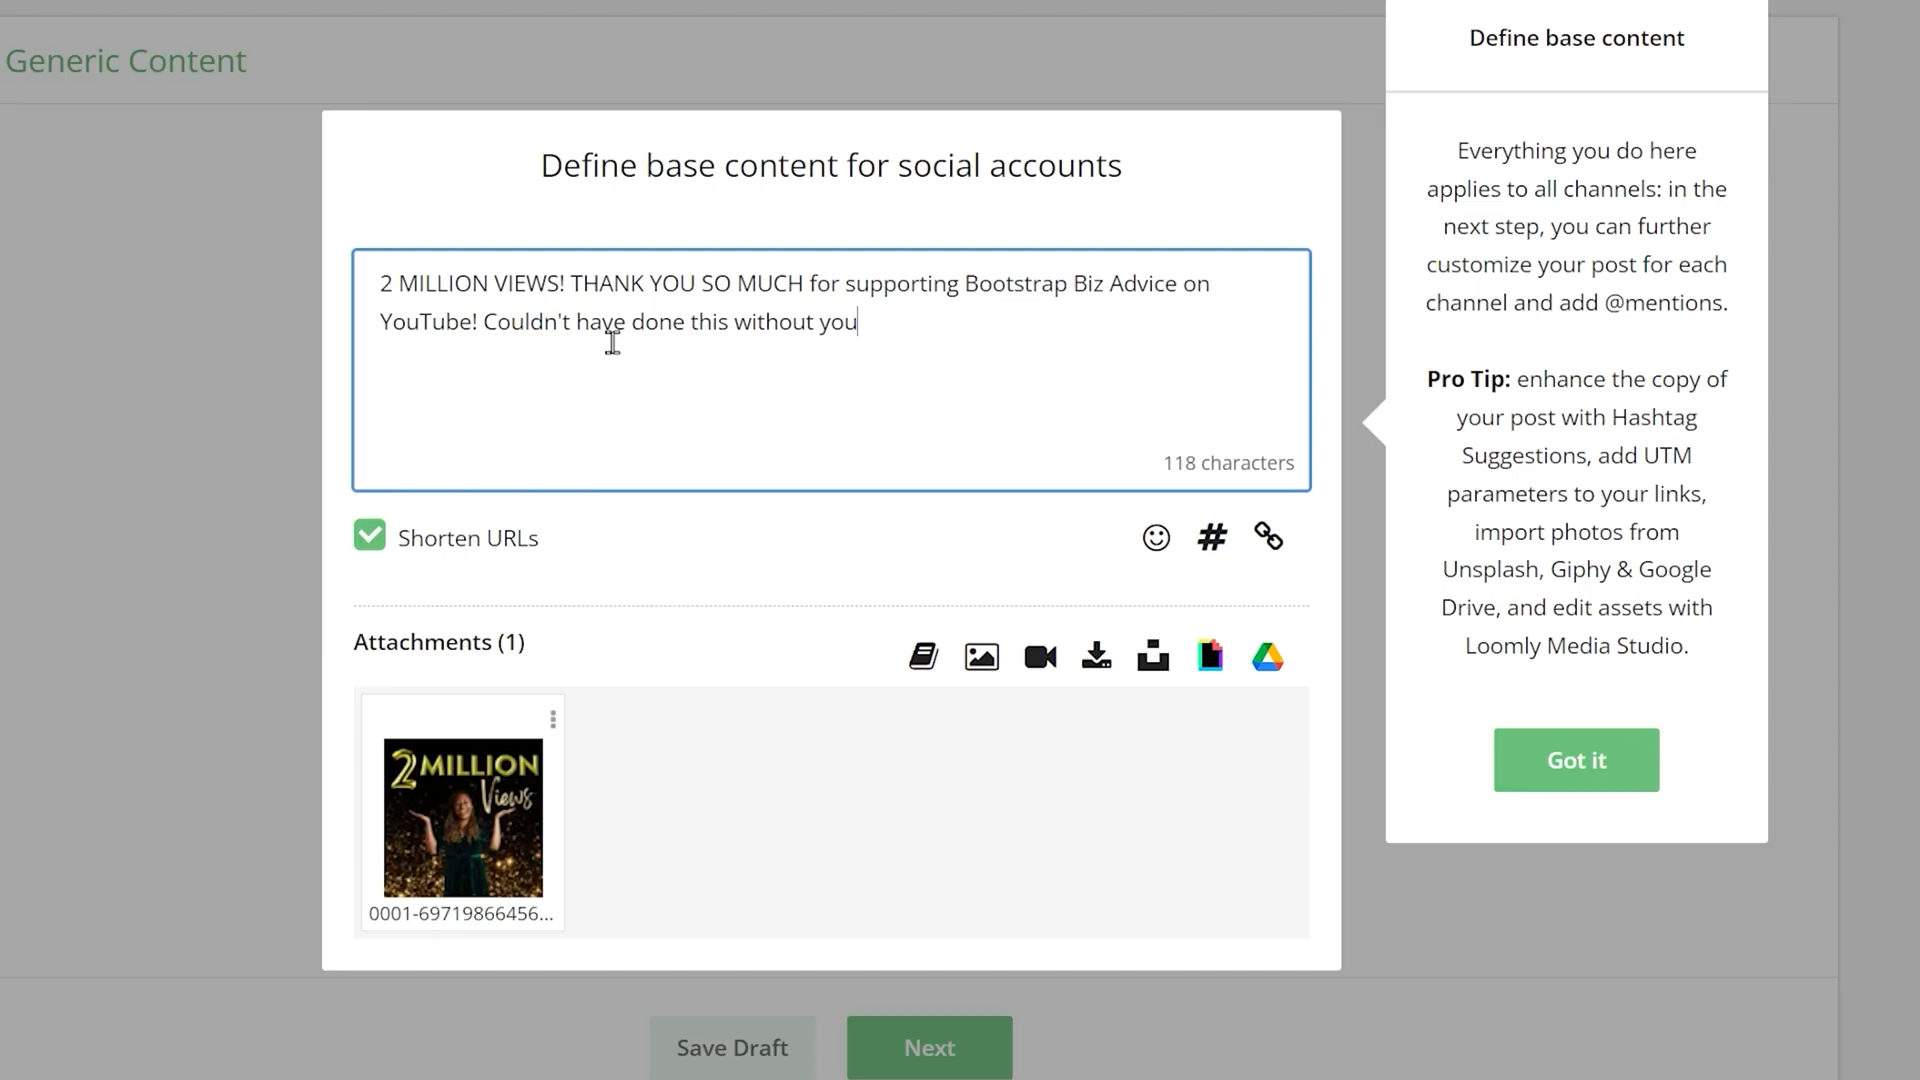 Generic Content
Define base content for social accounts
2 MILLION VIEWS! THANK YOU SO MUCH for supporting Bootstrap Biz Advice on
YouTube! Couldn't have done this without you
118 characters
Shorten URLs
#
Attachments (1)
2 MILLION
Views
0001-69719866456...
Save Draft
Next
Define base content
Everything you do here
applies to all channels: in the
next step, you can further
customize your post for each
channel and add @mentions.
Pro Tip: enhance the copy of
your post with Hashtag
Suggestions, add UTM
parameters to your links,
import photos from
Unsplash, Giphy & Google
Drive, and edit assets with
Loomly Media Studio.
Got it